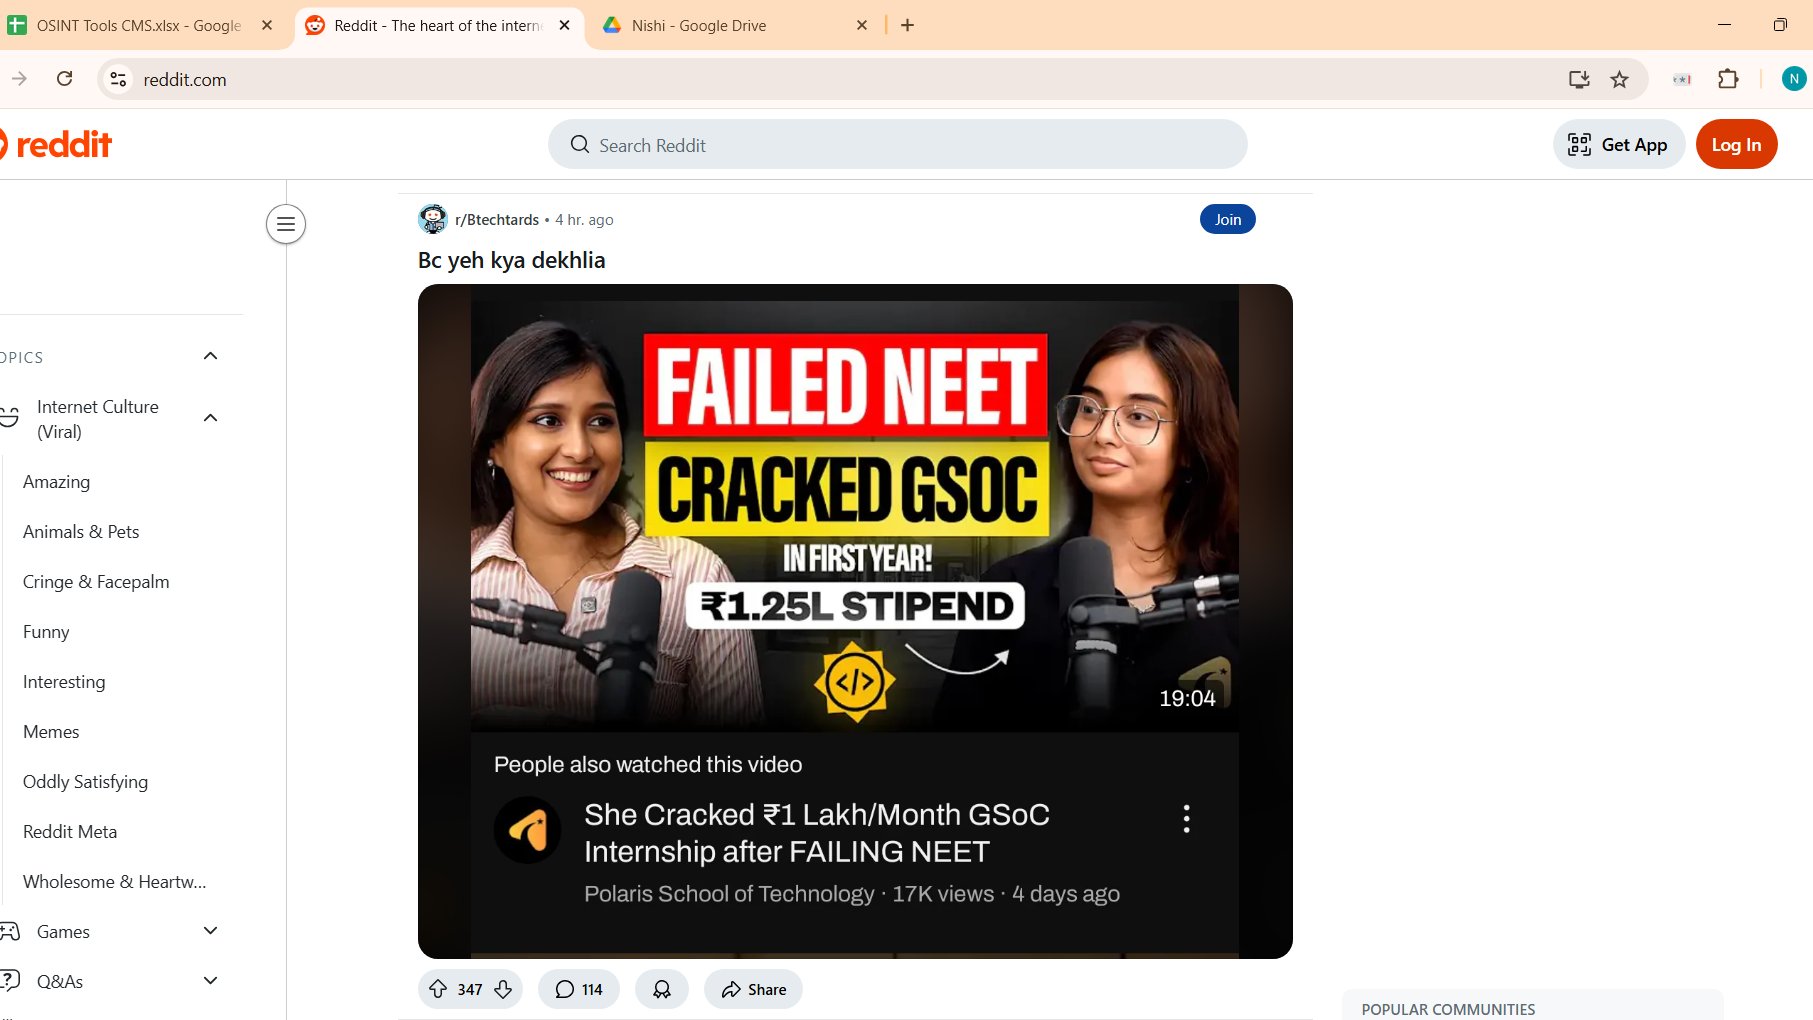 OSINT Tools CMS.xlsx - Google
Reddit - The heart of the interne
Nishi - Google Drive
reddit.com
N
reddit
Search Reddit
Get App
Log In
r/Btechtards • 4 hr. ago
Join
Bc yeh kya dekhlia
FAILED NEET
CRACKED GSOC
IN FIRST YEAR!
₹1.25L STIPEND
</>
19:04
People also watched this video
She Cracked ₹1 Lakh/Month GSoC
Internship after FAILING NEET
Polaris School of Technology · 17K views · 4 days ago
347
114
Share
OPICS
Internet Culture
(Viral)
Amazing
Animals & Pets
Cringe & Facepalm
Funny
Interesting
Memes
Oddly Satisfying
Reddit Meta
Wholesome & Heartw...
Games
Q&As
POPULAR COMMUNITIES